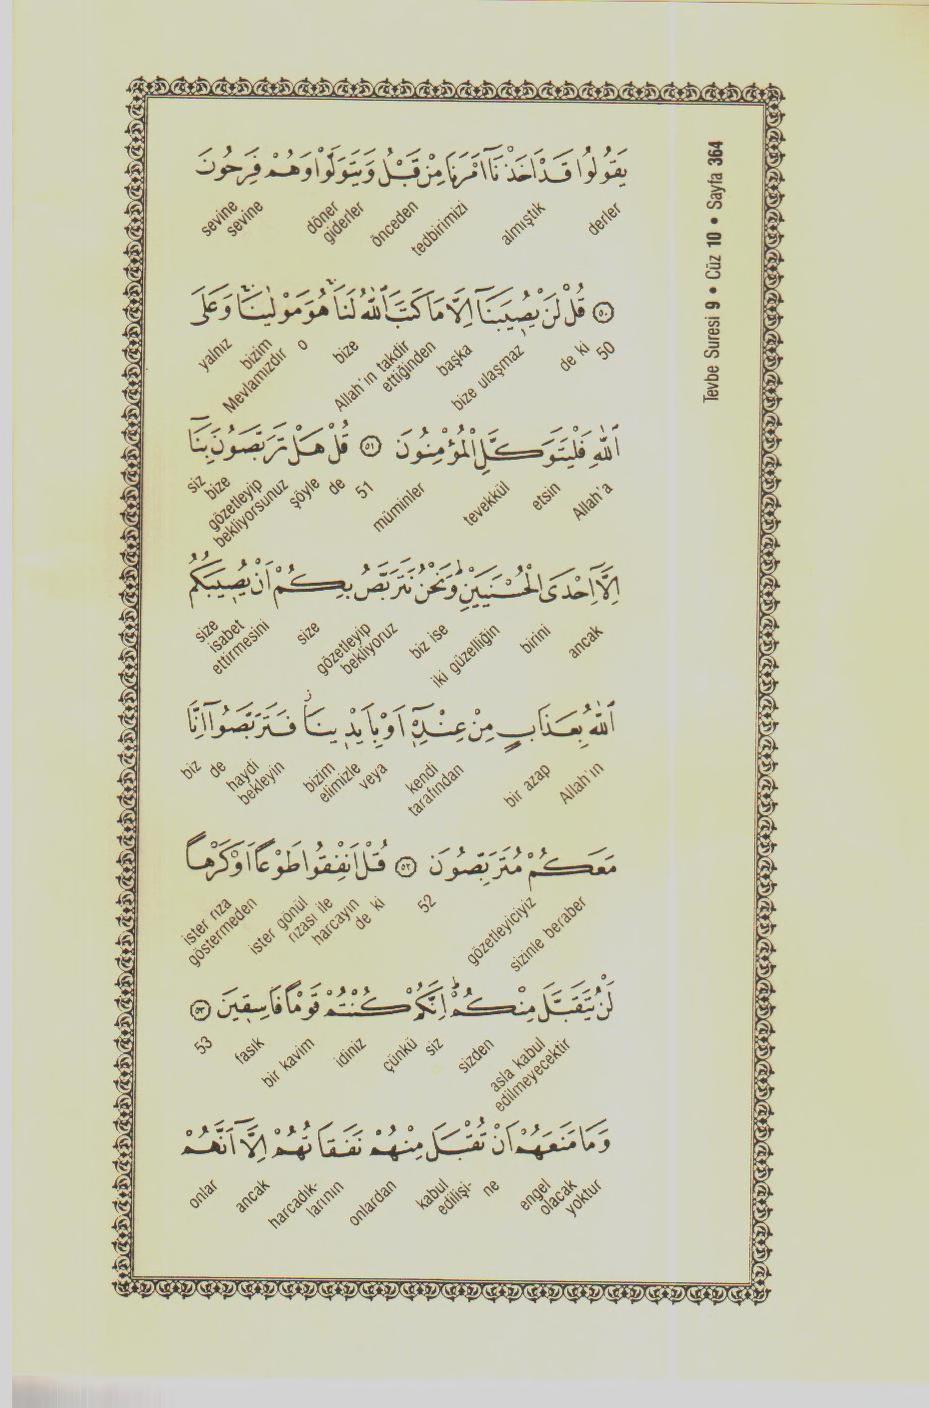 Tevbe Suresi 9 • Cüz 10 • Sayfa 364
يَقُولُوا قَدْ اَخَذْنَٓا اَمْرَنَا مِنْ قَبْلُ وَيَتَوَلَّوْا وَهُمْ فَرِحُونَ
derler almıştık tedbirimizi önceden döner giderler sevine sevine
﴿٥٠﴾ قُلْ لَنْ يُصٖيبَنَٓا اِلَّا مَا كَتَبَ اللّٰهُ لَنَاۚ هُوَ مَوْلٰينَاۚ وَعَلَى
50 de ki bize ulaşmaz başka Allah'ın takdir ettiğinden bize o bizim Mevlamızdır yalnız
اللّٰهِ فَلْيَتَوَكَّلِ الْمُؤْمِنُونَ ﴿٥١﴾ قُلْ هَلْ تَرَبَّصُونَ بِنَٓا
Allah'a etsin tevekkül müminler 51 de şöyle gözetleyip bekliyorsunuz bize siz
اِلَّٓا اِحْدَى الْحُسْنَيَيْنِۜ وَنَحْنُ نَتَرَبَّصُ بِكُمْ اَنْ يُصٖيبَكُمُ
ancak birini iki güzelliğin biz ise gözetleyip bekliyoruz size isabet ettirmesini size
اللّٰهُ بِعَذَابٍ مِنْ عِنْدِهٖٓ اَوْ بِاَيْدٖينَاؗ فَتَرَبَّصُٓوا اِنَّا
Allah'ın bir azap kendi tarafından veya bizim elimizle haydi bekleyin de biz
مَعَكُمْ مُتَرَبِّصُونَ ﴿٥٢﴾ قُلْ اَنْفِقُوا طَوْعاً اَوْ كَرْهاً
sizinle beraber gözetleyiciyiz 52 de ki harcayın ister gönül rızası ile ister rıza göstermeden
لَنْ يُتَقَبَّلَ مِنْكُمْۜ اِنَّكُمْ كُنْتُمْ قَوْماً فَاسِقٖينَ ﴿٥٣﴾
asla kabul edilmeyecektir sizden siz çünkü idiniz bir kavim fasık 53
وَمَا مَنَعَهُمْ اَنْ تُقْبَلَ مِنْهُمْ نَفَقَاتُهُمْ اِلَّٓا اَنَّهُمْ
engel olacak yoktur ne kabul edilişi- onlardan harcadık- larının ancak onlar